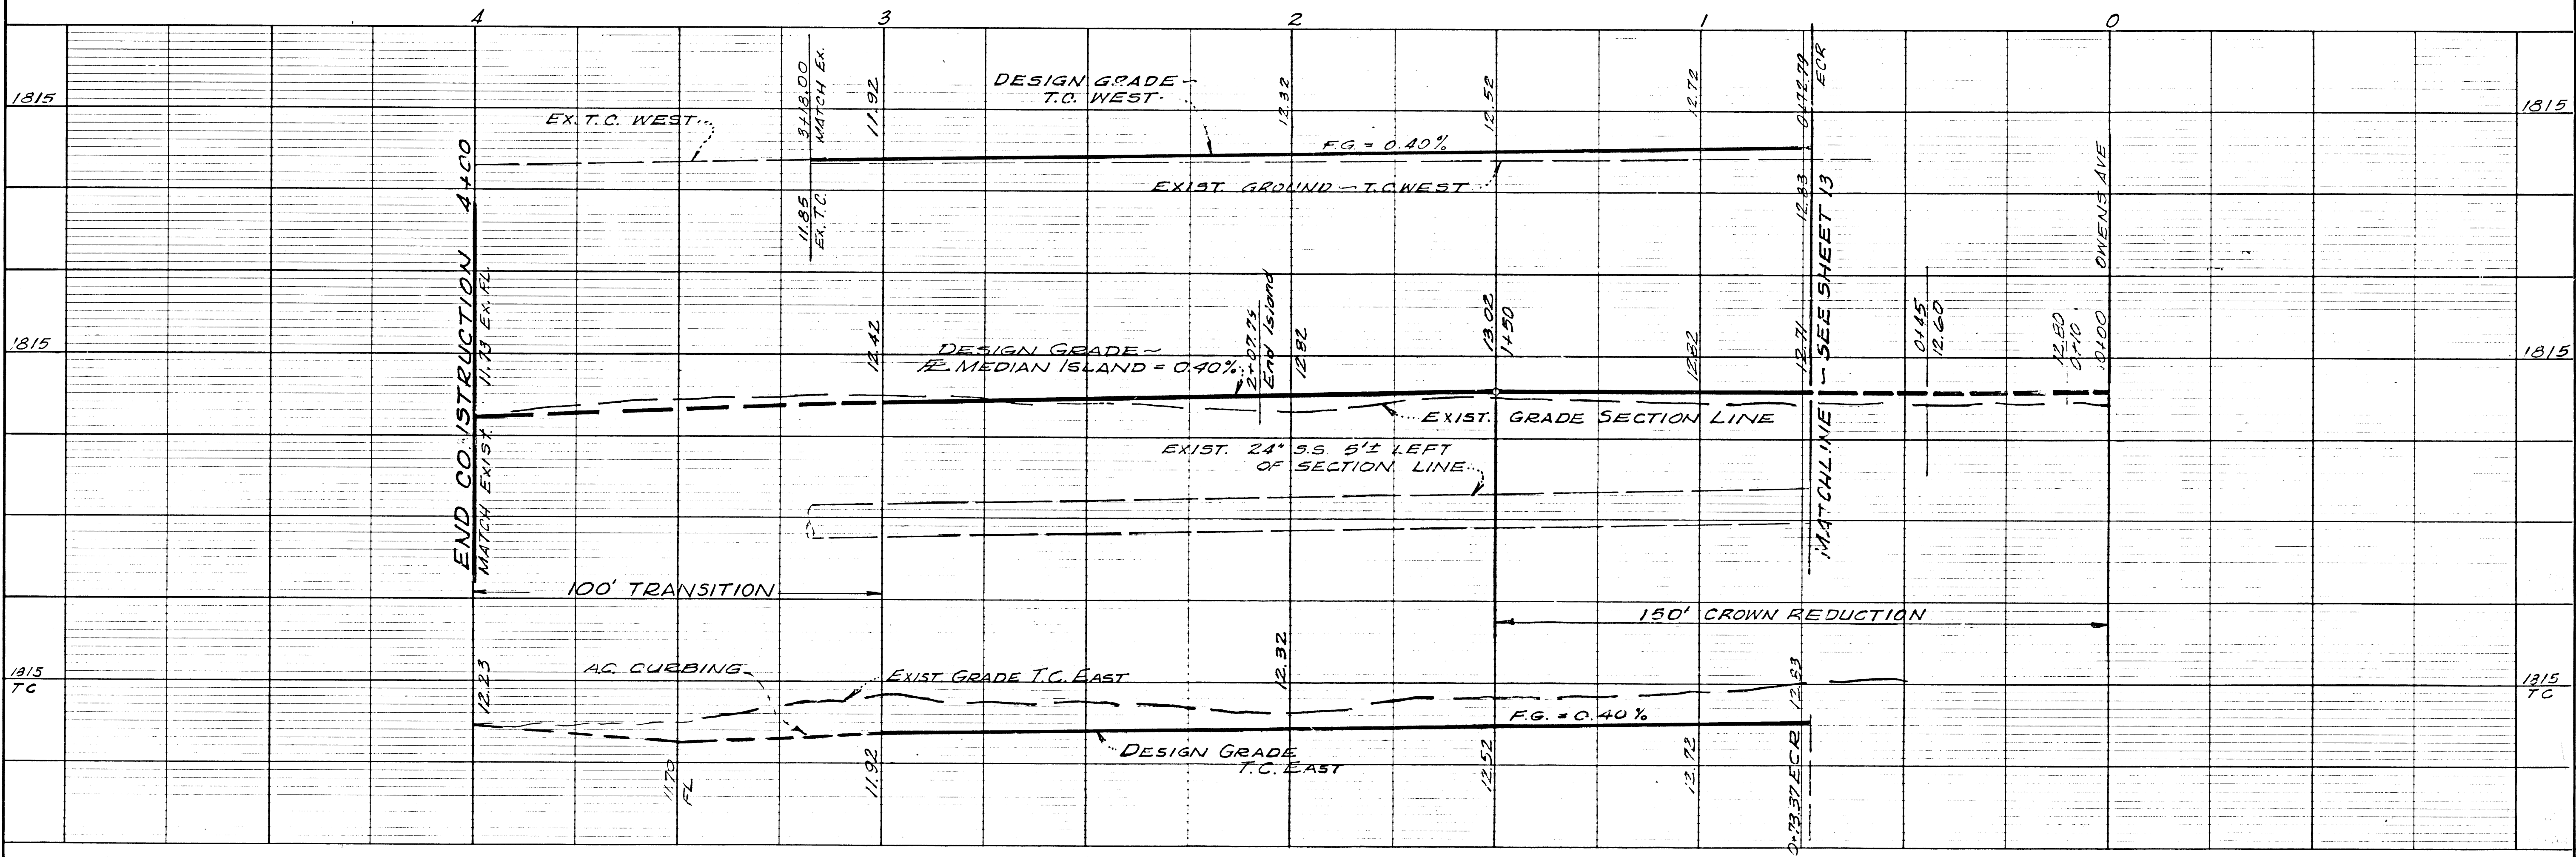 4 3 2 1 0
1815
1815
EX. T.C. WEST
3+18.00
MATCH EX.
11.85
EX. T.C.
11.92
DESIGN GRADE -
T.C. WEST
12.32
12.52
12.72
0+72.79
ECR
12.83
F.G. = 0.40%
EXIST. GROUND - T.C WEST
OWENS AVE
0+00
END CONSTRUCTION 4+00
MATCH EXIST. 11.73 EX. FL.
1815
1815
12.42
DESIGN GRADE ~
MEDIAN ISLAND = 0.40%
2+07.75
End Island
12.82
13.02
1+50
12.82
12.71
MATCHLINE - SEE SHEET 13
0+45
12.60
12.80
0+10
EXIST. GRADE SECTION LINE
EXIST. 24" S.S. 5'± LEFT
OF SECTION LINE
100' TRANSITION
150' CROWN REDUCTION
1815
TC
1815
TC
12.23
A.C. CURBING
EXIST GRADE T.C. EAST
12.32
F.G. = 0.40%
12.83
0+73.37 ECR
11.70
FL
11.92
DESIGN GRADE
T.C. EAST
12.52
12.72